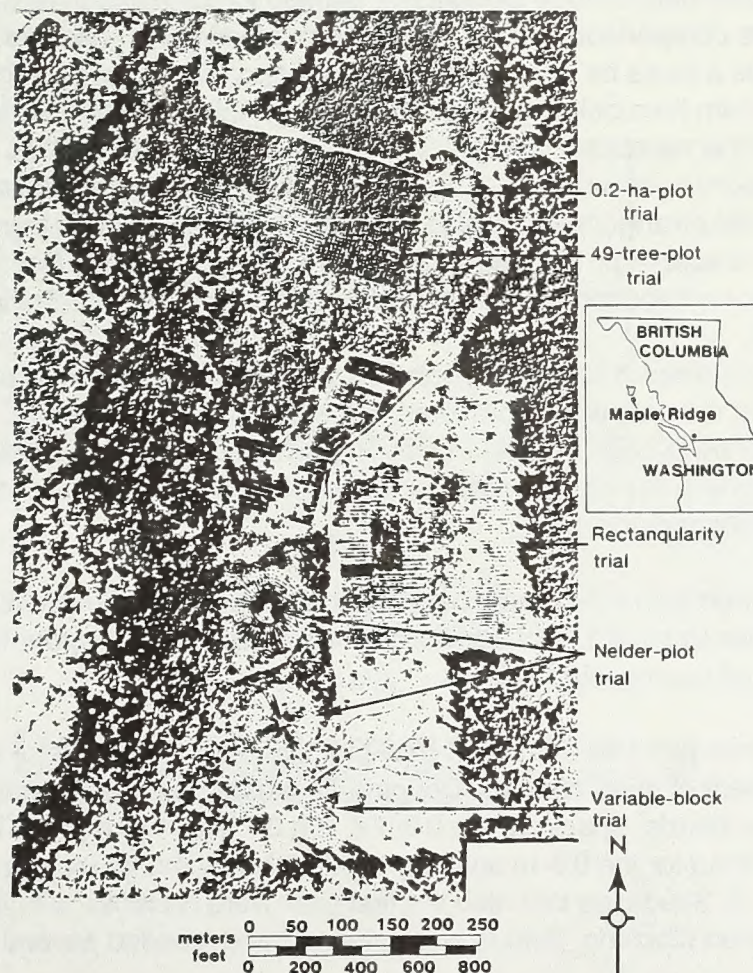 0.2-ha-plot
trial
49-tree-plot
trial
BRITISH
COLUMBIA
Maple Ridge
WASHINGTON
Rectanqularity
trial
Nelder-plot
trial
Variable-block
trial
N
meters 0 50 100 150 200 250
feet 0 200 400 600 800